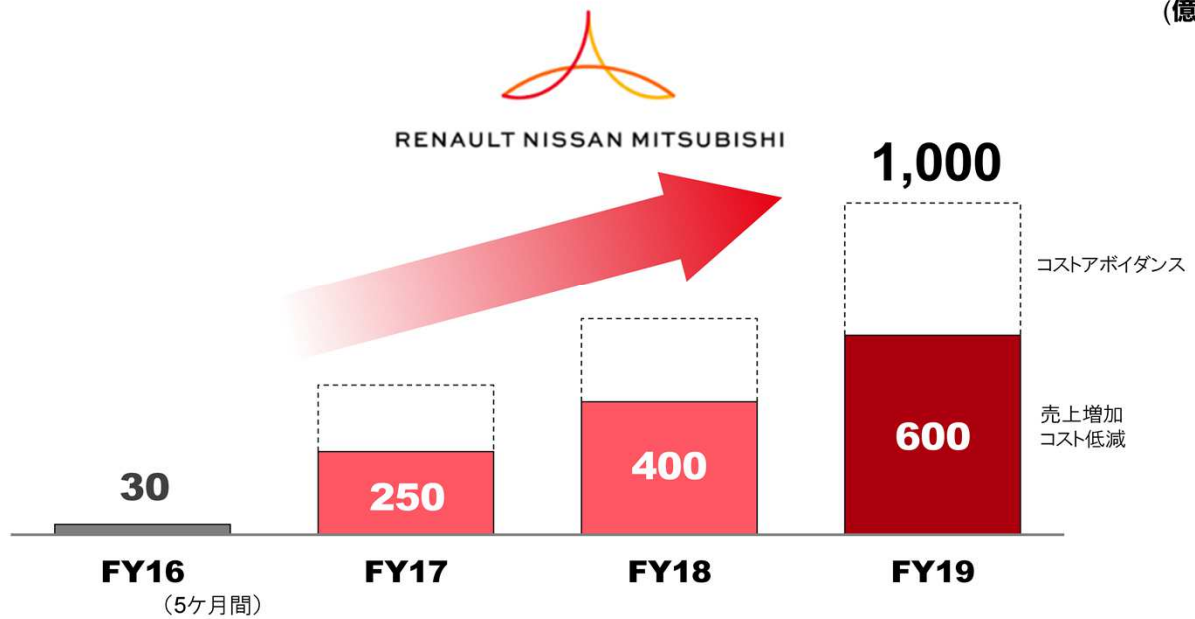 (億
RENAULT NISSAN MITSUBISHI
1,000
コストアボイダンス
売上増加
コスト低減
30
250
400
600
FY16
FY17
FY18
FY19
（5ケ月間）